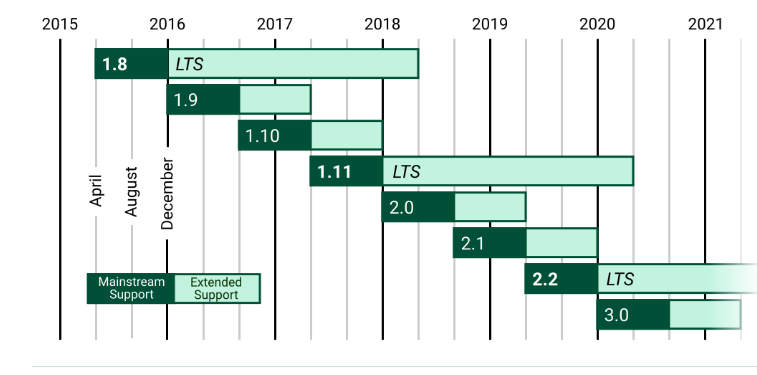 2015 2016 2017 2018 2019 2020 2021
1.8 LTS
1.9
1.10
1.11 LTS
April
August
December
2.0
2.1
2.2 LTS
Mainstream Support
Extended Support
3.0